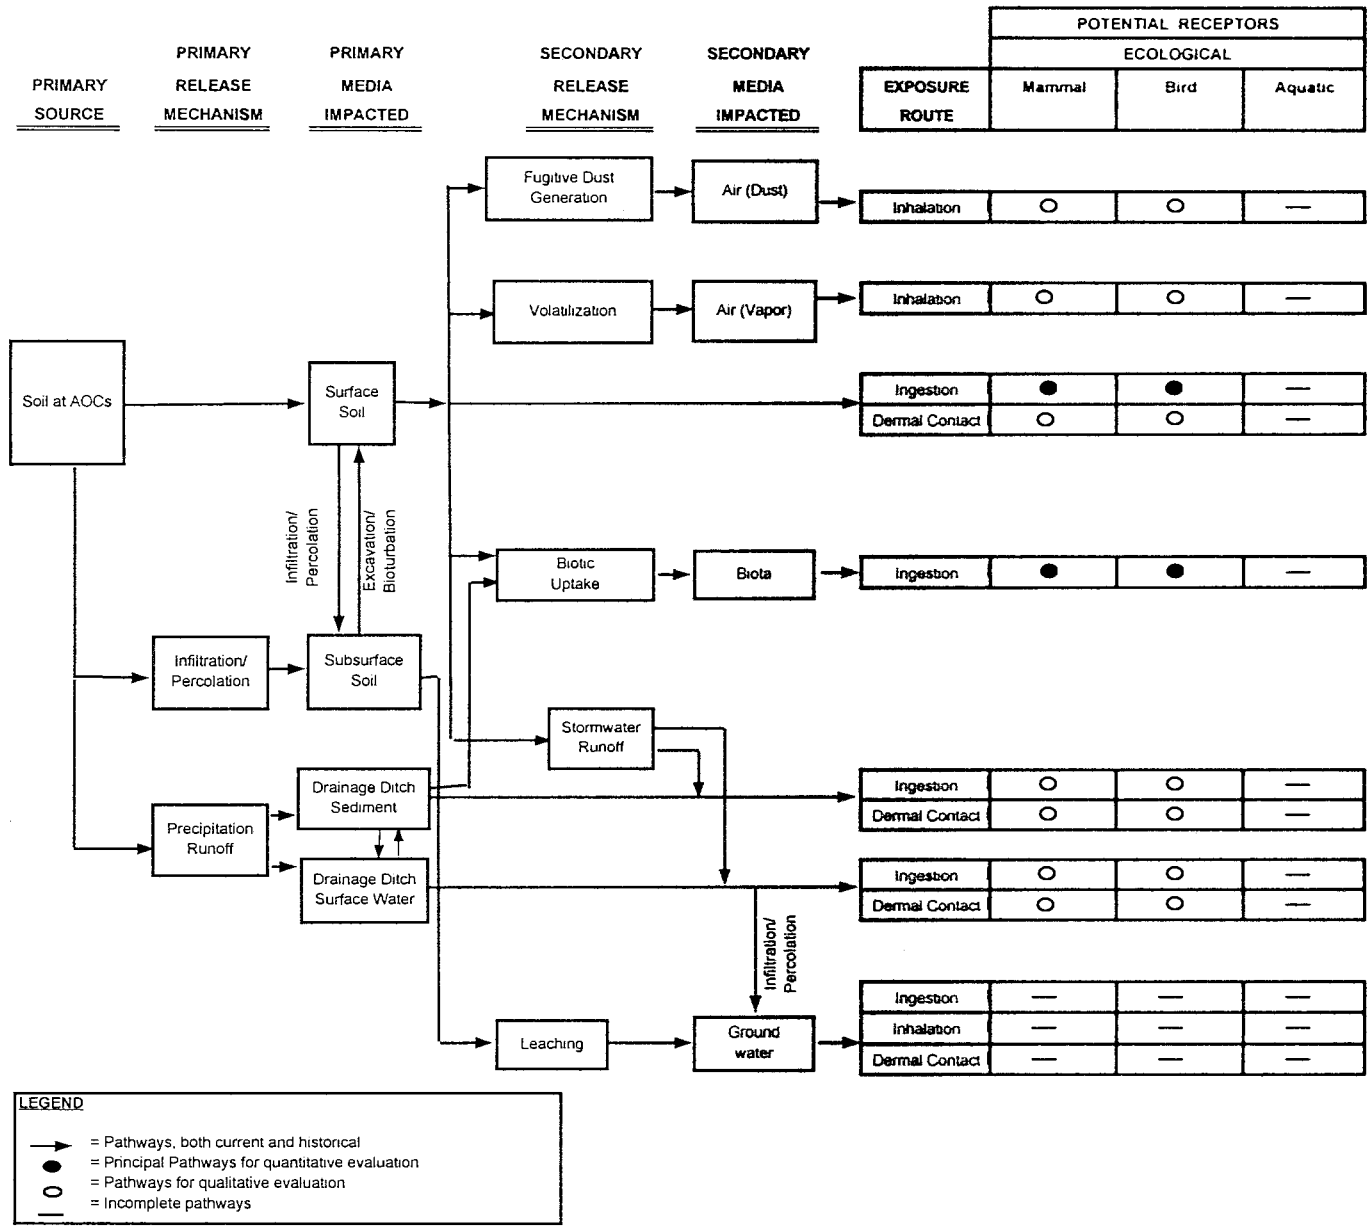 POTENTIAL RECEPTORS
ECOLOGICAL
PRIMARY
SOURCE
PRIMARY
RELEASE
MECHANISM
PRIMARY
MEDIA
IMPACTED
SECONDARY
RELEASE
MECHANISM
SECONDARY
MEDIA
IMPACTED
EXPOSURE
ROUTE
Mammal
Bird
Aquatic
Fugitive Dust
Generation
Air (Dust)
Inhalation
Volatilization
Air (Vapor)
Inhalation
Soil at AOCs
Surface
Soil
Ingestion
Dermal Contact
Infiltration/
Percolation
Excavation/
Bioturbation
Biotic
Uptake
Biota
Ingestion
Infiltration/
Percolation
Subsurface
Soil
Stormwater
Runoff
Precipitation
Runoff
Drainage Ditch
Sediment
Ingestion
Dermal Contact
Drainage Ditch
Surface Water
Ingestion
Dermal Contact
Infiltration/
Percolation
Leaching
Ground
water
Ingestion
Inhalation
Dermal Contact
LEGEND
= Pathways, both current and historical
= Principal Pathways for quantitative evaluation
= Pathways for qualitative evaluation
= Incomplete pathways